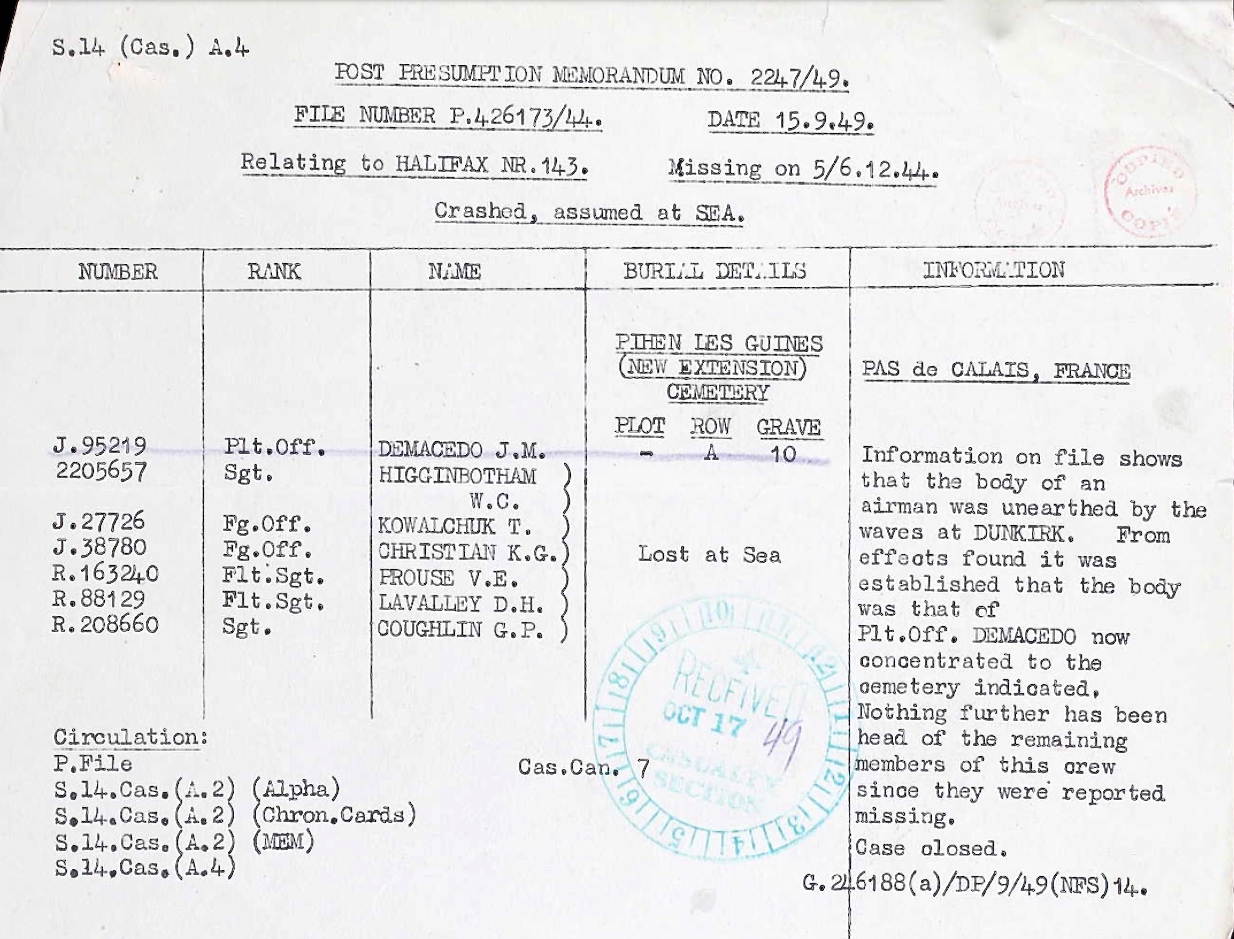 S.14 (Cas.) A.4
POST PRESUMPTION MEMORANDUM NO. 2247/49.
FILE NUMBER P.426173/44. DATE 15.9.49.
Relating to HALIFAX NR.143. Missing on 5/6.12.44.
Crashed, assumed at SEA.
COPIED
Archives
COPIÉ
NUMBER RANK NAME BURIAL DETAILS INFORMATION
PIHEN LES GUINES
(NEW EXTENSION)
CEMETERY
PAS de CALAIS, FRANCE
PLOT ROW GRAVE
J.95219 Plt.Off. DEMACEDO J.M. - A 10
2205657 Sgt. HIGGINBOTHAM )
W.C. )
J.27726 Fg.Off. KOWALCHUK T. )
J.38780 Fg.Off. CHRISTIAN K.G. ) Lost at Sea
R.163240 Flt.Sgt. PROUSE V.E. )
R.88129 Flt.Sgt. LAVALLEY D.H. )
R.208660 Sgt. COUGHLIN G.P. )
Information on file shows
that the body of an
airman was unearthed by the
waves at DUNKIRK. From
effects found it was
established that the body
was that of
Plt.Off. DEMACEDO now
concentrated to the
cemetery indicated.
Nothing further has been
head of the remaining
members of this crew
since they were reported
missing.
Case closed.
RECEIVED
OCT 17 49
CASUALTY
SECTION
Circulation:
P.File Cas.Can. 7
S.14.Cas.(A.2) (Alpha)
S.14.Cas.(A.2) (Chron.Cards)
S.14.Cas.(A.2) (MEM)
S.14.Cas.(A.4)
G.246188(a)/DP/9/49(NFS)14.